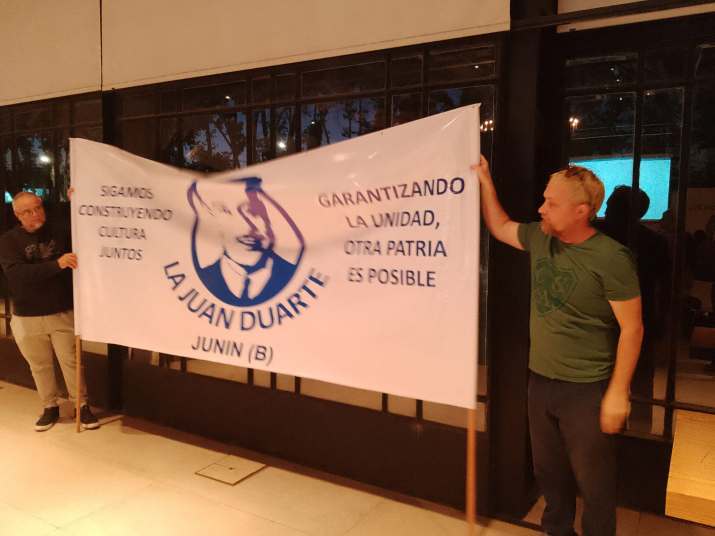 SIGAMOS
CONSTRUYENDO
CULTURA
JUNTOS
LA JUAN DUARTE
JUNIN (B)
GARANTIZANDO
LA UNIDAD,
OTRA PATRIA
ES POSIBLE